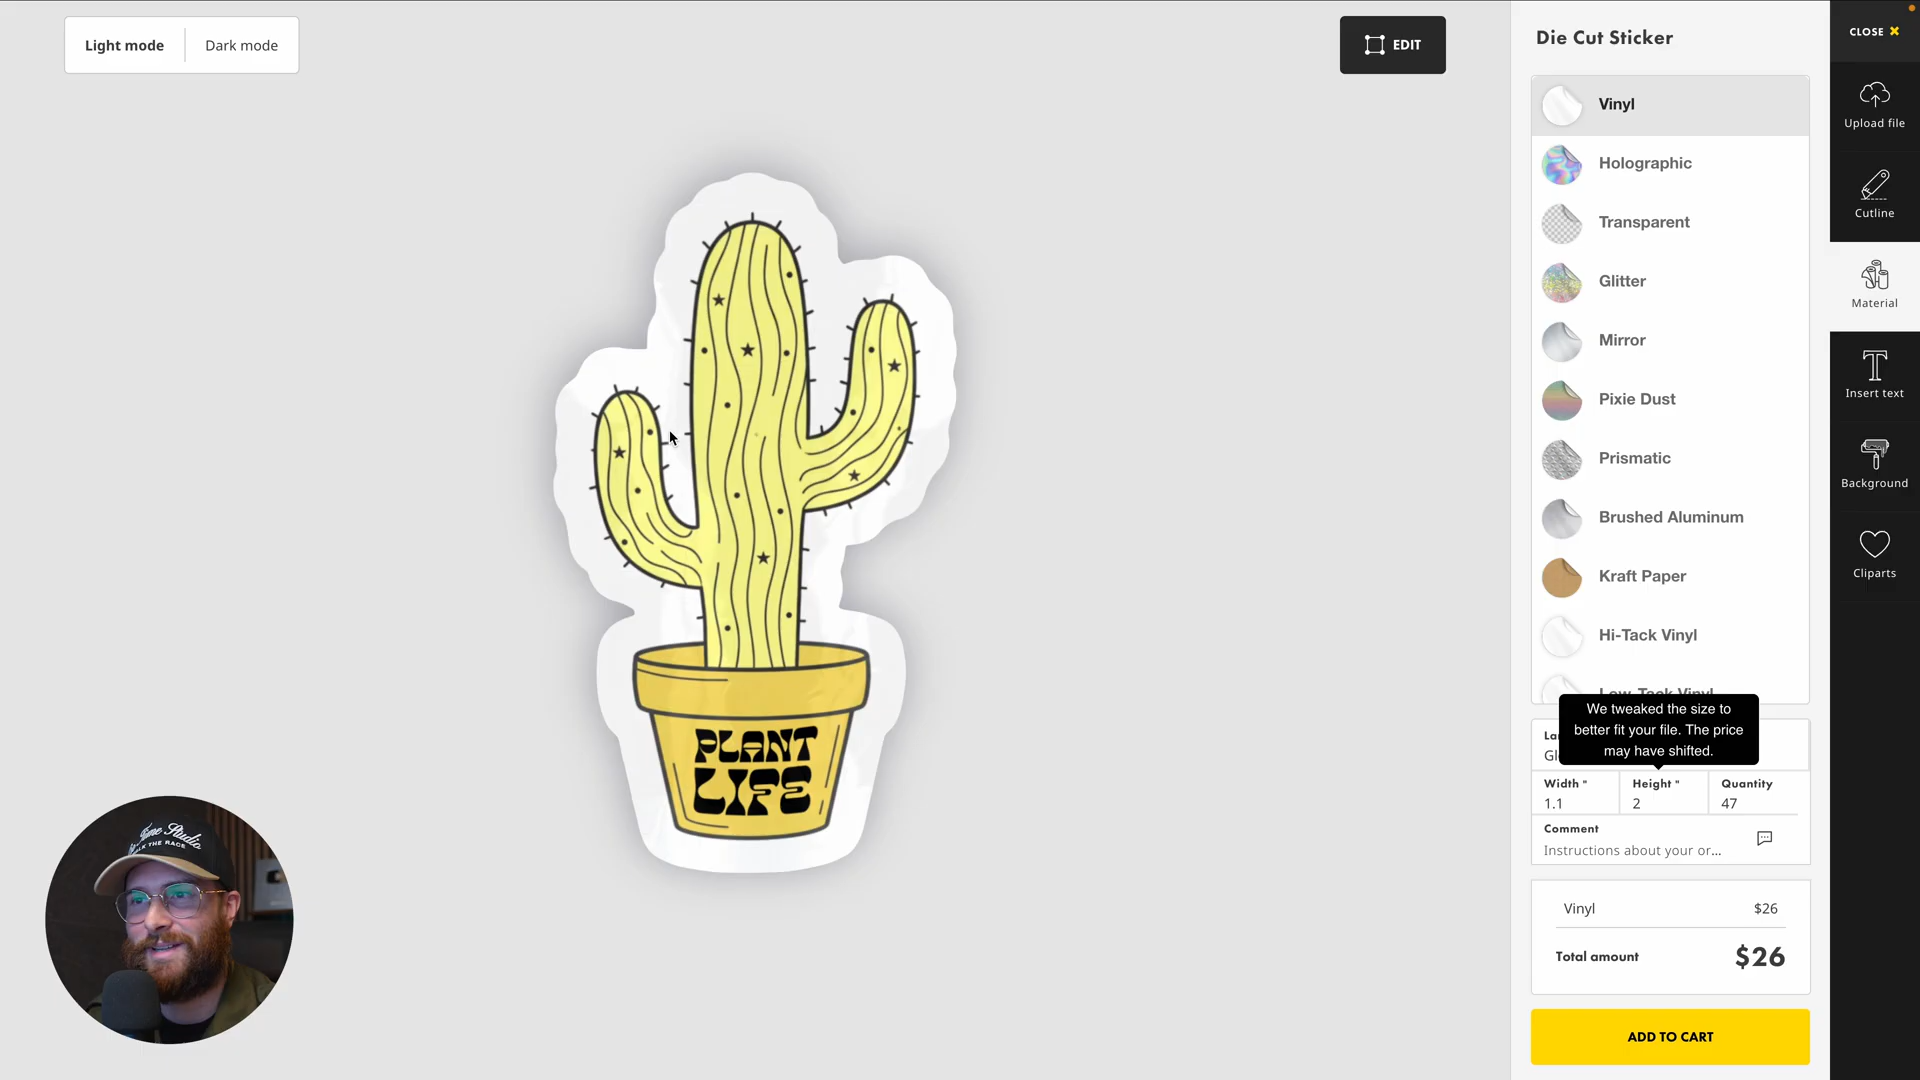 Light mode
Dark mode
EDIT
Die Cut Sticker
CLOSE
Vinyl
Holographic
Transparent
Glitter
Mirror
Pixie Dust
Prismatic
Brushed Aluminum
Kraft Paper
Hi-Tack Vinyl
Low-Tack Vinyl
We tweaked the size to
better fit your file. The price
may have shifted.
Width "
Height "
Quantity
1.1
2
47
Comment
Instructions about your or...
Vinyl
$26
Total amount
$26
ADD TO CART
Upload file
Cutline
Material
Insert text
Background
Cliparts
PLANT
LIFE